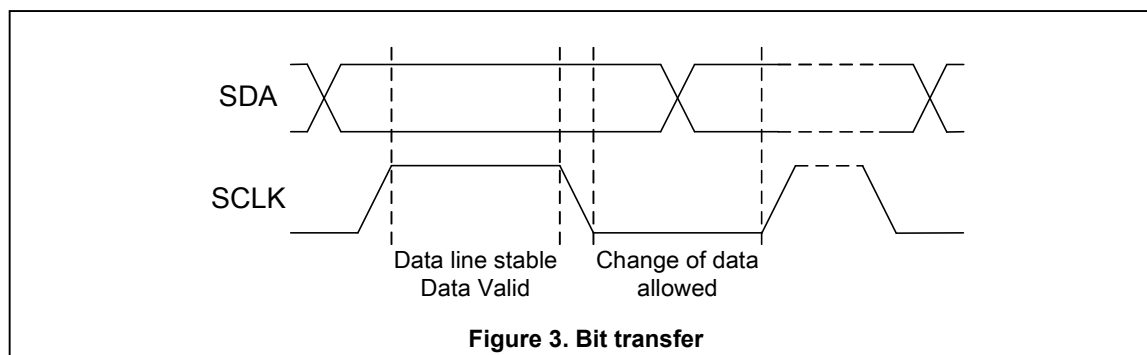 SDA
SCLK
Data line stable
Data Valid
Change of data
allowed
Figure 3. Bit transfer